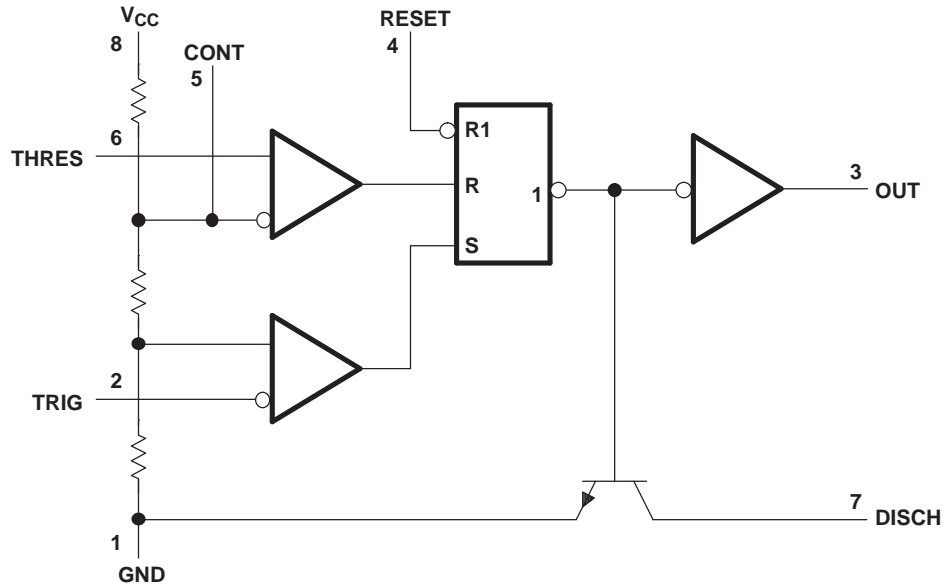 VCC
8
CONT
5
RESET
4
6
THRES
R1
R
1
S
3
OUT
2
TRIG
7
DISCH
1
GND